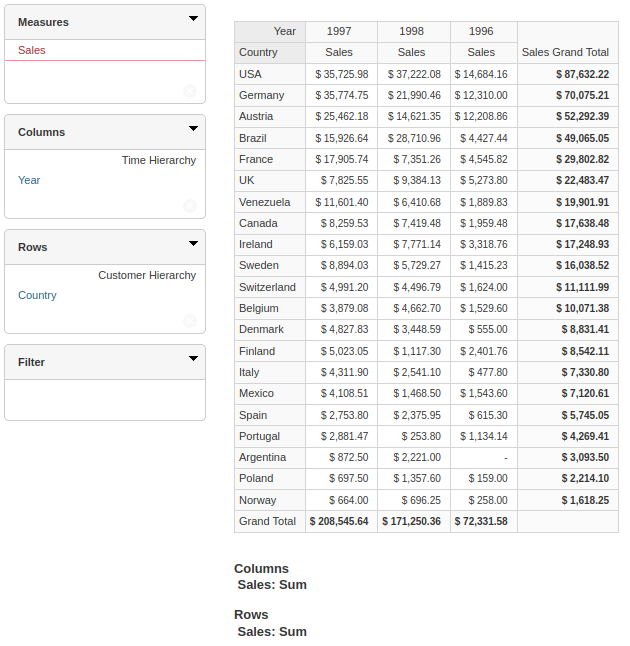 Measures
Sales
Columns
Time Hierarchy
Year
Rows
Customer Hierarchy
Country
Filter
Year 1997 1998 1996
Country Sales Sales Sales Sales Grand Total
USA $ 35,725.98 $ 37,222.08 $ 14,684.16 $ 87,632.22
Germany $ 35,774.75 $ 21,990.46 $ 12,310.00 $ 70,075.21
Austria $ 25,462.18 $ 14,621.35 $ 12,208.86 $ 52,292.39
Brazil $ 15,926.64 $ 28,710.96 $ 4,427.44 $ 49,065.05
France $ 17,905.74 $ 7,351.26 $ 4,545.82 $ 29,802.82
UK $ 7,825.55 $ 9,384.13 $ 5,273.80 $ 22,483.47
Venezuela $ 11,601.40 $ 6,410.68 $ 1,889.83 $ 19,901.91
Canada $ 8,259.53 $ 7,419.48 $ 1,959.48 $ 17,638.48
Ireland $ 6,159.03 $ 7,771.14 $ 3,318.76 $ 17,248.93
Sweden $ 8,894.03 $ 5,729.27 $ 1,415.23 $ 16,038.52
Switzerland $ 4,991.20 $ 4,496.79 $ 1,624.00 $ 11,111.99
Belgium $ 3,879.08 $ 4,662.70 $ 1,529.60 $ 10,071.38
Denmark $ 4,827.83 $ 3,448.59 $ 555.00 $ 8,831.41
Finland $ 5,023.05 $ 1,117.30 $ 2,401.76 $ 8,542.11
Italy $ 4,311.90 $ 2,541.10 $ 477.80 $ 7,330.80
Mexico $ 4,108.51 $ 1,468.50 $ 1,543.60 $ 7,120.61
Spain $ 2,753.80 $ 2,375.95 $ 615.30 $ 5,745.05
Portugal $ 2,881.47 $ 253.80 $ 1,134.14 $ 4,269.41
Argentina $ 872.50 $ 2,221.00 - $ 3,093.50
Poland $ 697.50 $ 1,357.60 $ 159.00 $ 2,214.10
Norway $ 664.00 $ 696.25 $ 258.00 $ 1,618.25
Grand Total $ 208,545.64 $ 171,250.36 $ 72,331.58
Columns
Sales: Sum
Rows
Sales: Sum